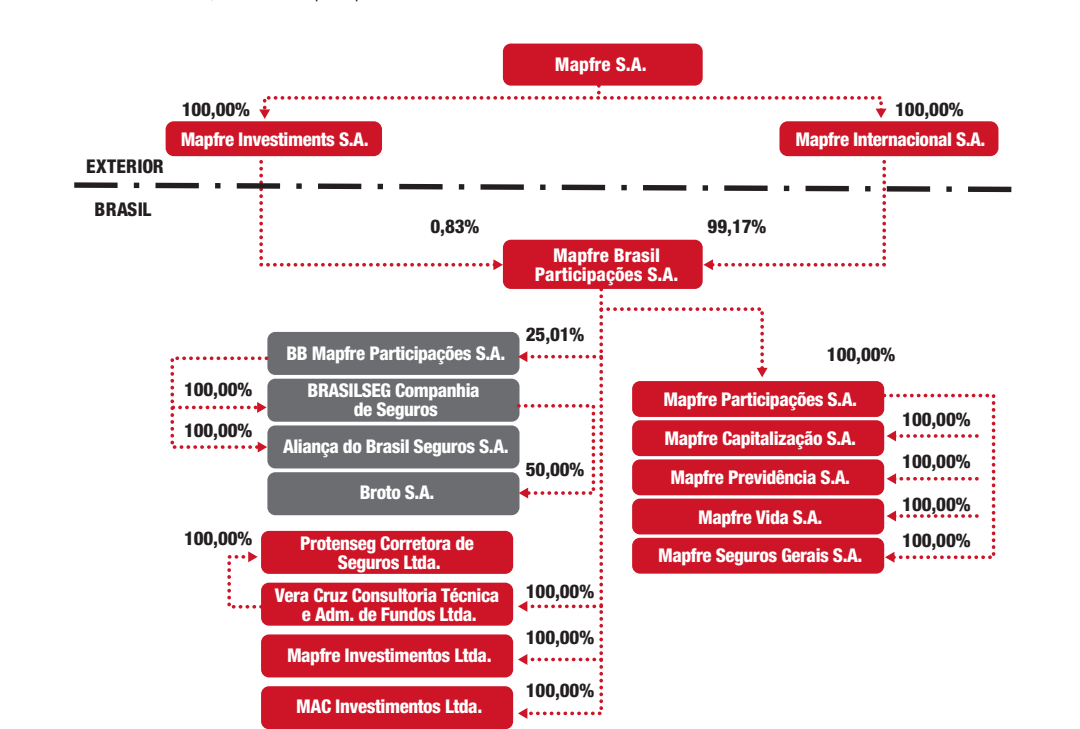 Mapfre S.A.
100,00%
100,00%
Mapfre Investiments S.A.
Mapfre Internacional S.A.
EXTERIOR
BRASIL
0,83%
99,17%
Mapfre Brasil
Participações S.A.
25,01%
BB Mapfre Participações S.A.
100,00%
BRASILSEG Companhia
de Seguros
100,00%
Aliança do Brasil Seguros S.A.
50,00%
Broto S.A.
100,00%
Mapfre Participações S.A.
100,00%
Mapfre Capitalização S.A.
100,00%
Mapfre Previdência S.A.
100,00%
Mapfre Vida S.A.
100,00%
Mapfre Seguros Gerais S.A.
100,00%
Protenseg Corretora de
Seguros Ltda.
Vera Cruz Consultoria Técnica
e Adm. de Fundos Ltda.
100,00%
Mapfre Investimentos Ltda.
100,00%
MAC Investimentos Ltda.
100,00%